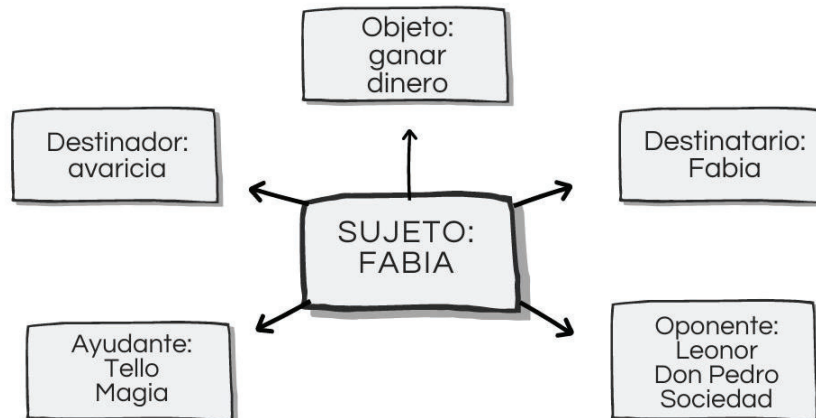 Objeto:
ganar
dinero
Destinador:
avaricia
Destinatario:
Fabia
SUJETO:
FABIA
Ayudante:
Tello
Magia
Oponente:
Leonor
Don Pedro
Sociedad